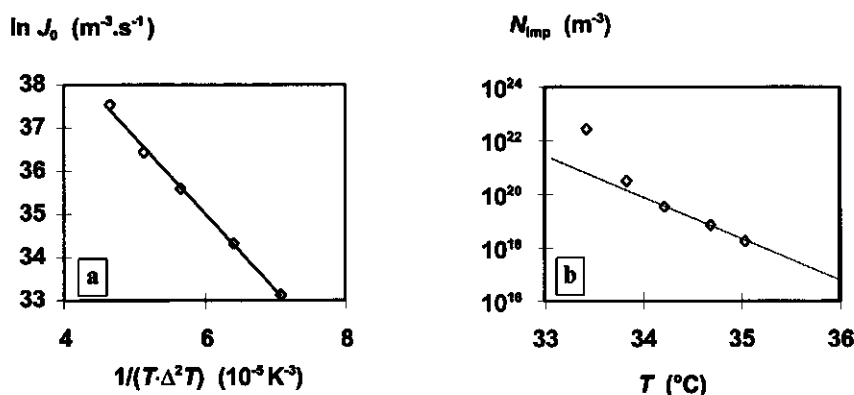 ln J₀ (m⁻³.s⁻¹)
38
37
36
35
34
33
a
4 6 8
1/(T·Δ²T) (10⁻⁵ K⁻³)
N_imp (m⁻³)
10²⁴
10²²
10²⁰
10¹⁸
10¹⁶
b
33 34 35 36
T (°C)